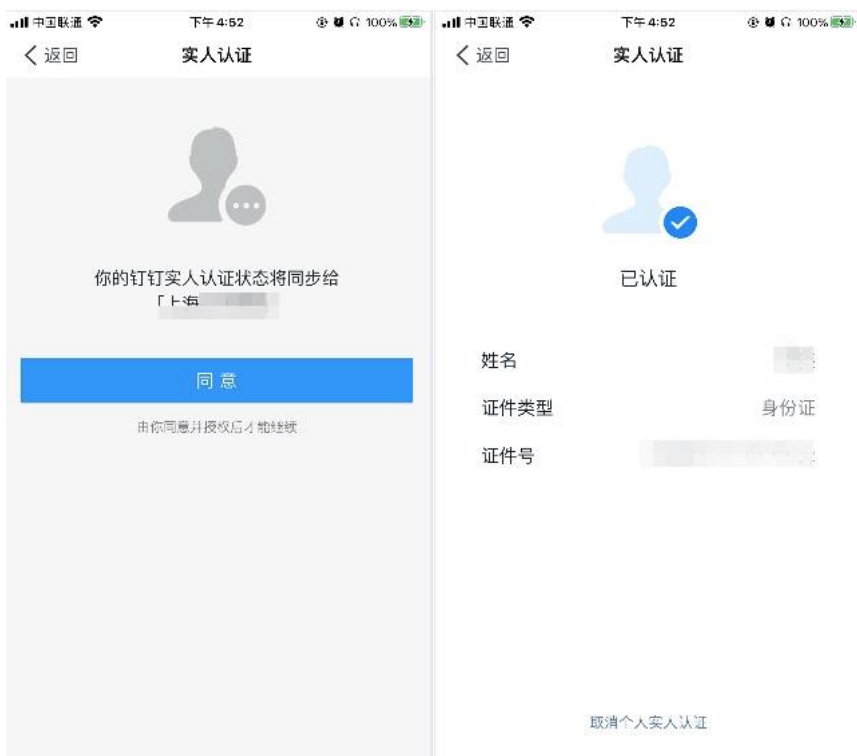 中国联通
下午4:52
100%
返回
实人认证
你的钉钉实人认证状态将同步给
「上海
同意
由你同意并授权后才能继续
中国联通
下午4:52
100%
返回
实人认证
已认证
姓名
证件类型
身份证
证件号
取消个人实人认证